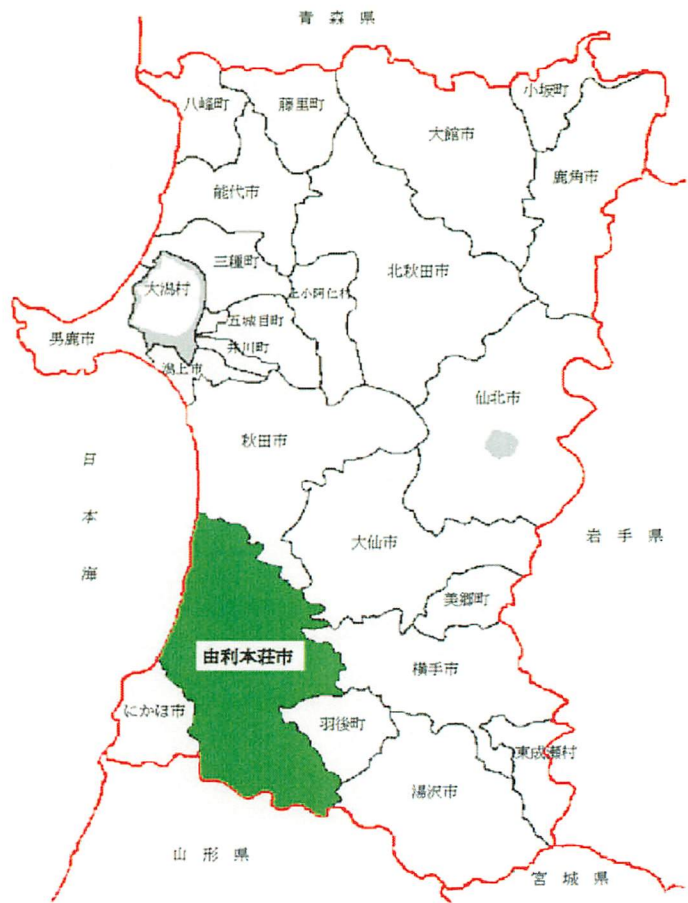 青森県
小坂町
八峰町
藤里町
大館市
鹿角市
能代市
三種町
北秋田市
大潟村
上小阿仁村
五城目町
男鹿市
井川町
潟上市
仙北市
秋田市
日本海
大仙市
岩手県
美郷町
由利本荘市
横手市
にかほ市
羽後町
東成瀬村
湯沢市
山形県
宮城県